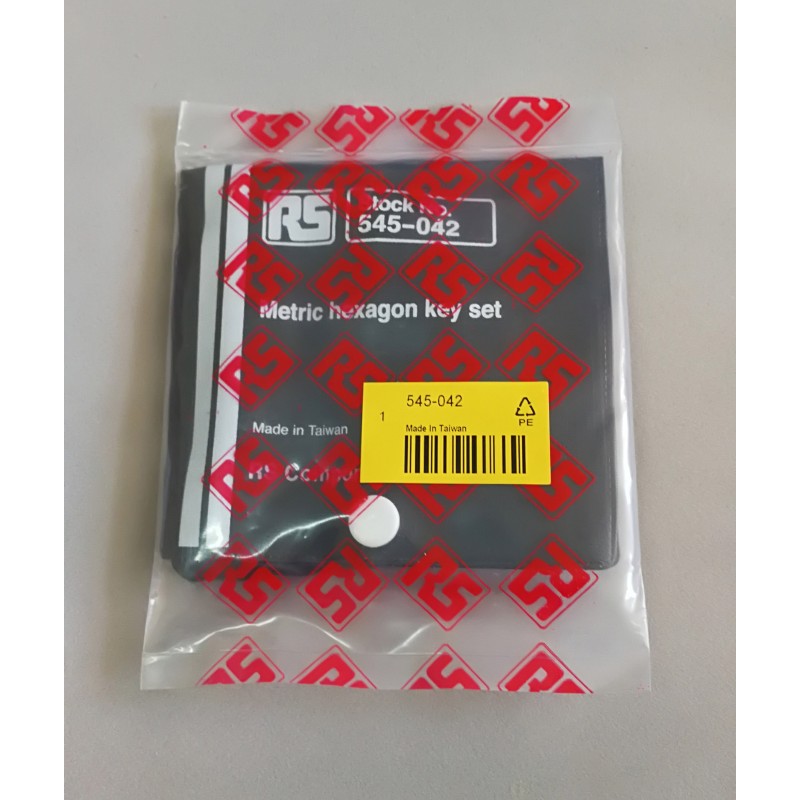 RS
Stock No.
545-042
Metric hexagon key set
Made in Taiwan
RS
545-042
1
Made In Taiwan
PE